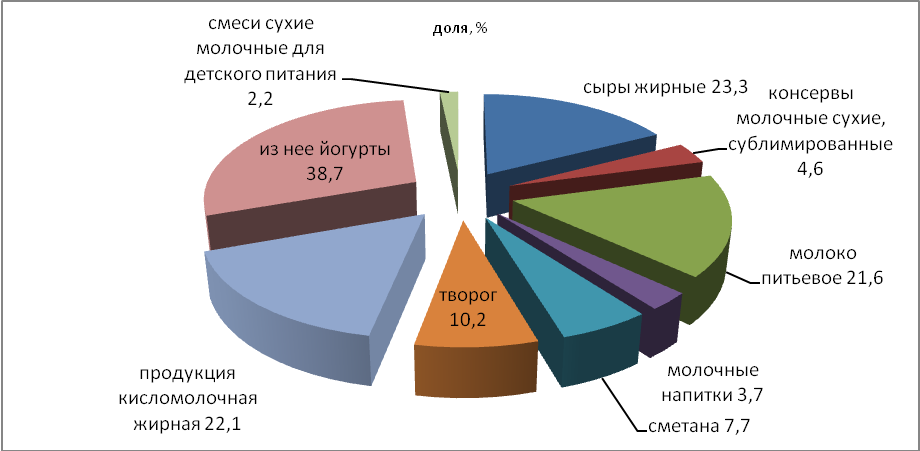 доля, %
смеси сухие
молочные для
детского питания
2,2
сыры жирные 23,3
консервы
молочные сухие,
сублимированные
4,6
из нее йогурты
38,7
молоко
питьевое 21,6
творог
10,2
молочные
напитки 3,7
сметана 7,7
продукция
кисломолочная
жирная 22,1